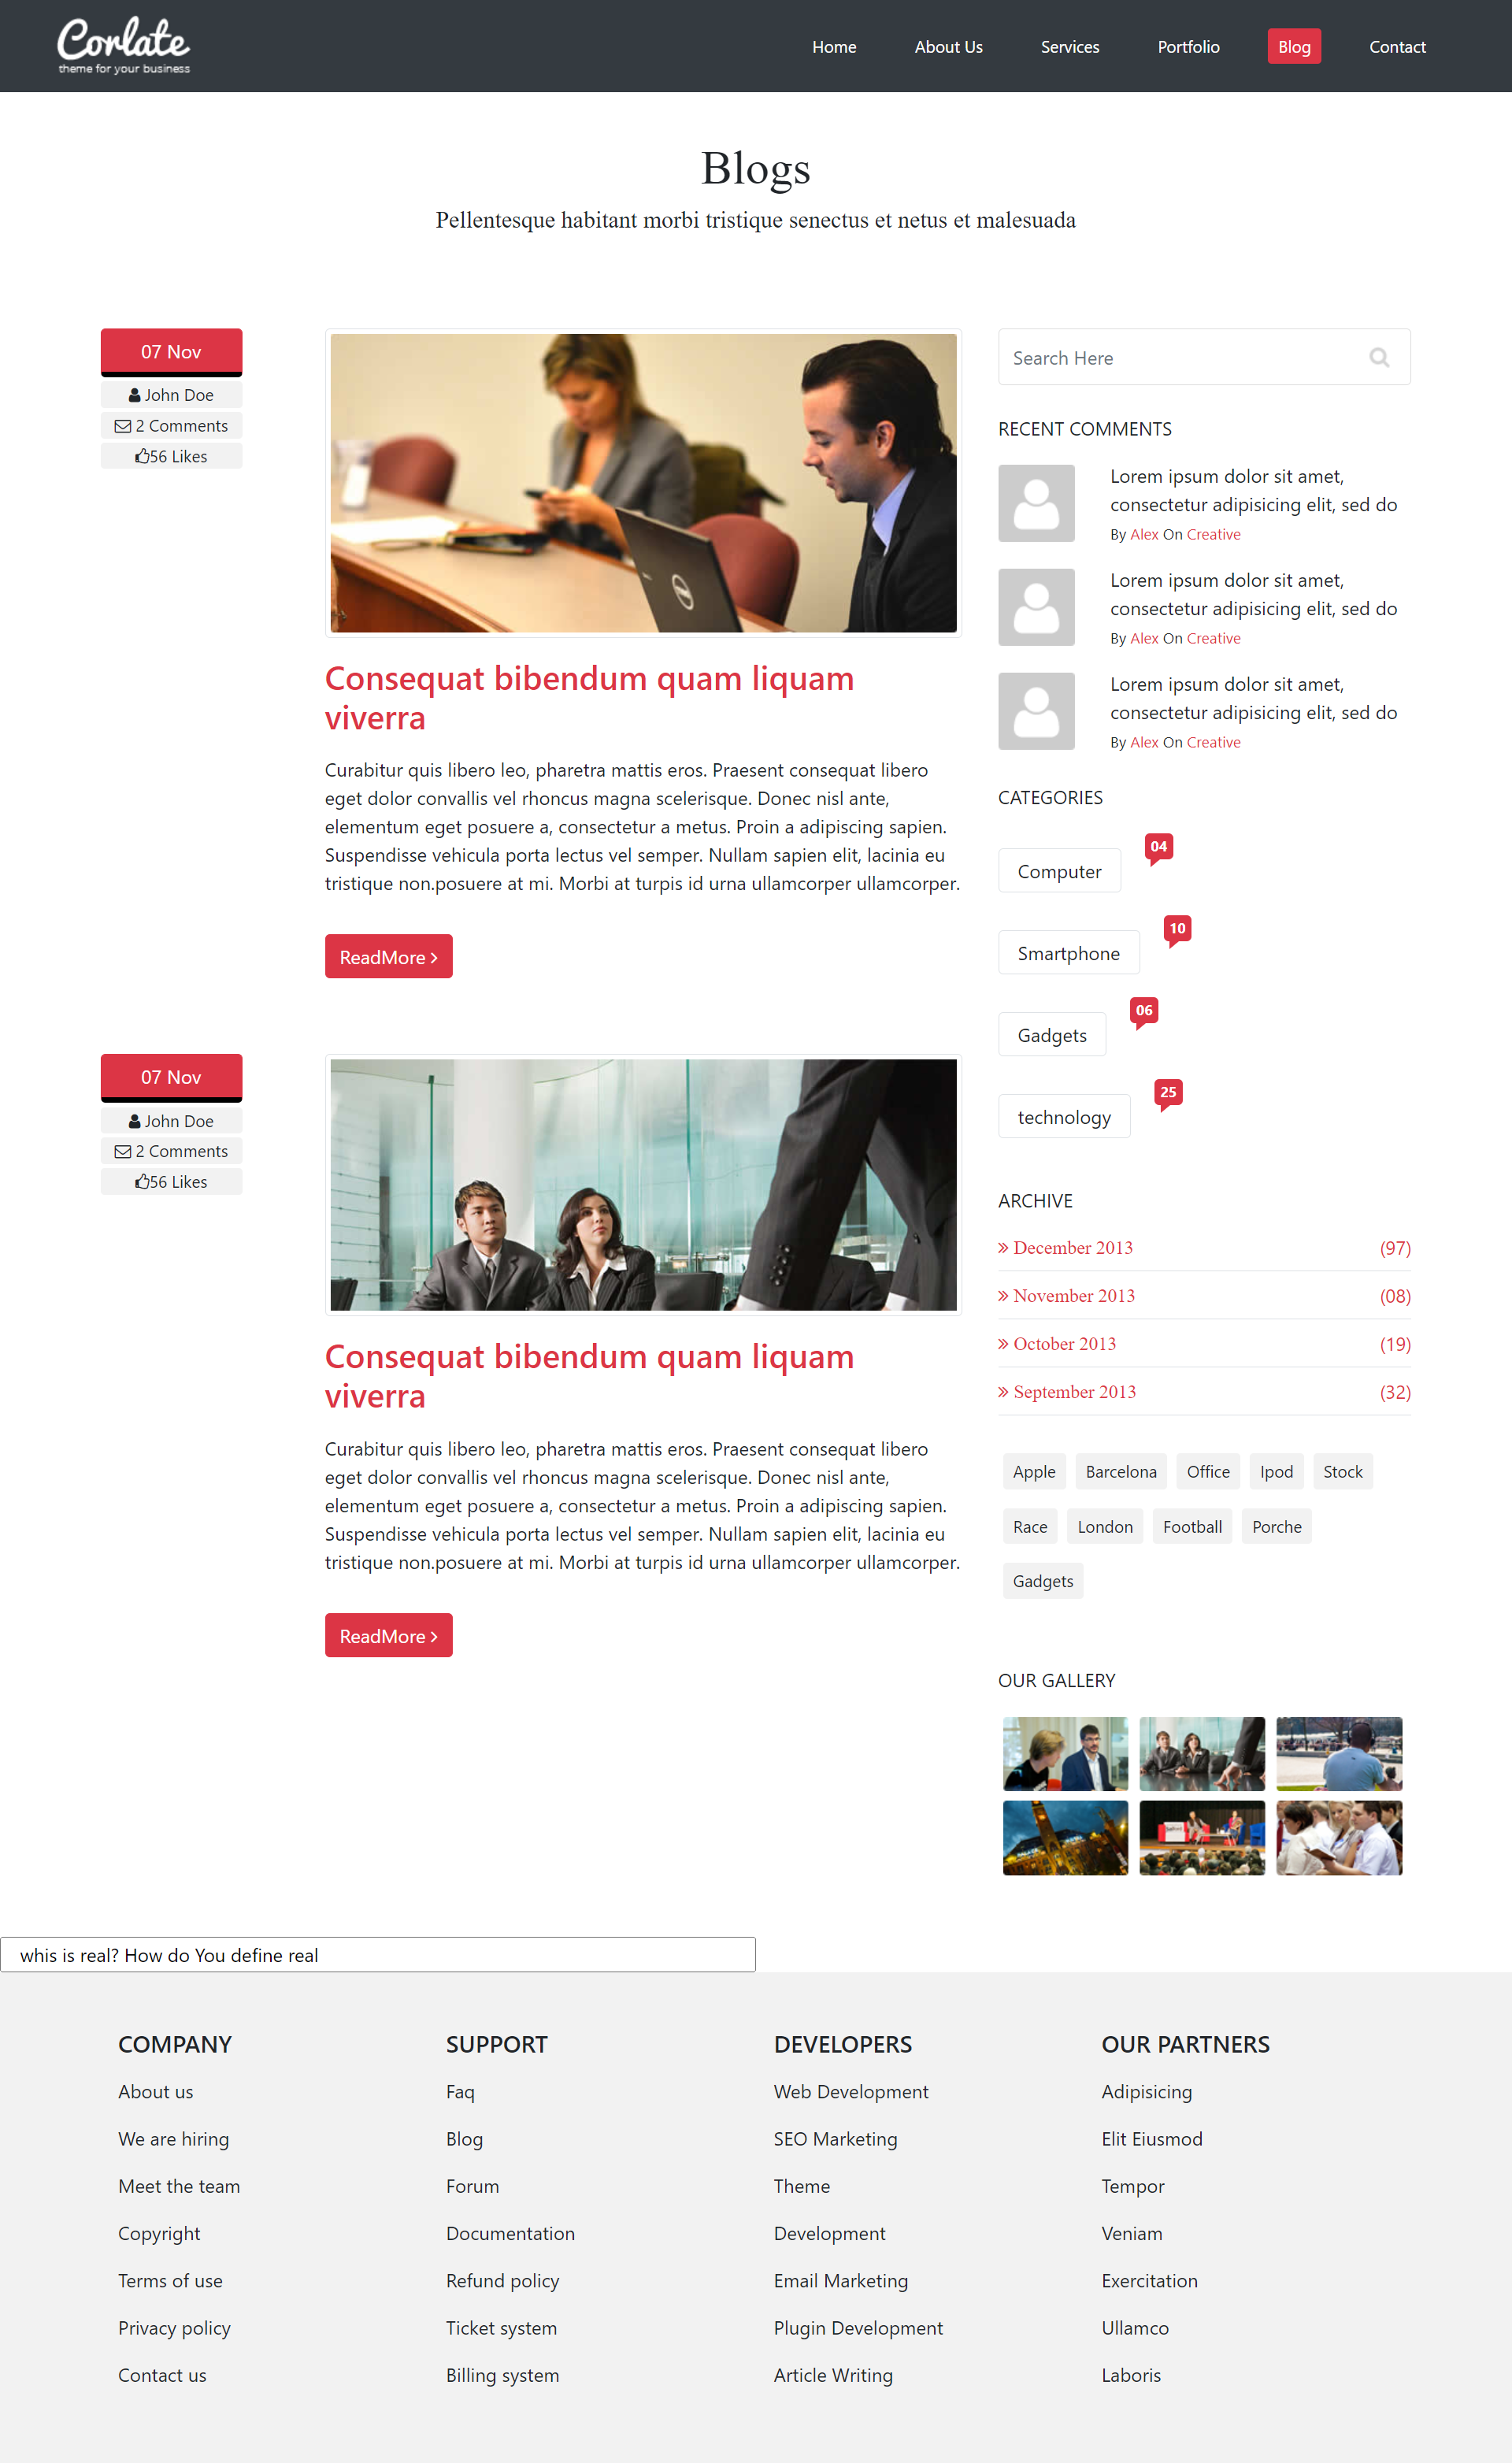 Corlate
theme for your business
Home
About Us
Services
Portfolio
Blog
Contact
Blogs
Pellentesque habitant morbi tristique senectus et netus et malesuada
07 Nov
John Doe
2 Comments
56 Likes
Consequat bibendum quam liquam
viverra
Curabitur quis libero leo, pharetra mattis eros. Praesent consequat libero
eget dolor convallis vel rhoncus magna scelerisque. Donec nisl ante,
elementum eget posuere a, consectetur a metus. Proin a adipiscing sapien.
Suspendisse vehicula porta lectus vel semper. Nullam sapien elit, lacinia eu
tristique non.posuere at mi. Morbi at turpis id urna ullamcorper ullamcorper.
ReadMore
07 Nov
John Doe
2 Comments
56 Likes
Consequat bibendum quam liquam
viverra
Curabitur quis libero leo, pharetra mattis eros. Praesent consequat libero
eget dolor convallis vel rhoncus magna scelerisque. Donec nisl ante,
elementum eget posuere a, consectetur a metus. Proin a adipiscing sapien.
Suspendisse vehicula porta lectus vel semper. Nullam sapien elit, lacinia eu
tristique non.posuere at mi. Morbi at turpis id urna ullamcorper ullamcorper.
ReadMore
Search Here
RECENT COMMENTS
Lorem ipsum dolor sit amet,
consectetur adipisicing elit, sed do
By Alex On Creative
Lorem ipsum dolor sit amet,
consectetur adipisicing elit, sed do
By Alex On Creative
Lorem ipsum dolor sit amet,
consectetur adipisicing elit, sed do
By Alex On Creative
CATEGORIES
Computer 04
Smartphone 10
Gadgets 06
technology 25
ARCHIVE
» December 2013 (97)
» November 2013 (08)
» October 2013 (19)
» September 2013 (32)
Apple Barcelona Office Ipod Stock
Race London Football Porche
Gadgets
OUR GALLERY
whis is real? How do You define real
COMPANY
About us
We are hiring
Meet the team
Copyright
Terms of use
Privacy policy
Contact us
SUPPORT
Faq
Blog
Forum
Documentation
Refund policy
Ticket system
Billing system
DEVELOPERS
Web Development
SEO Marketing
Theme
Development
Email Marketing
Plugin Development
Article Writing
OUR PARTNERS
Adipisicing
Elit Eiusmod
Tempor
Veniam
Exercitation
Ullamco
Laboris